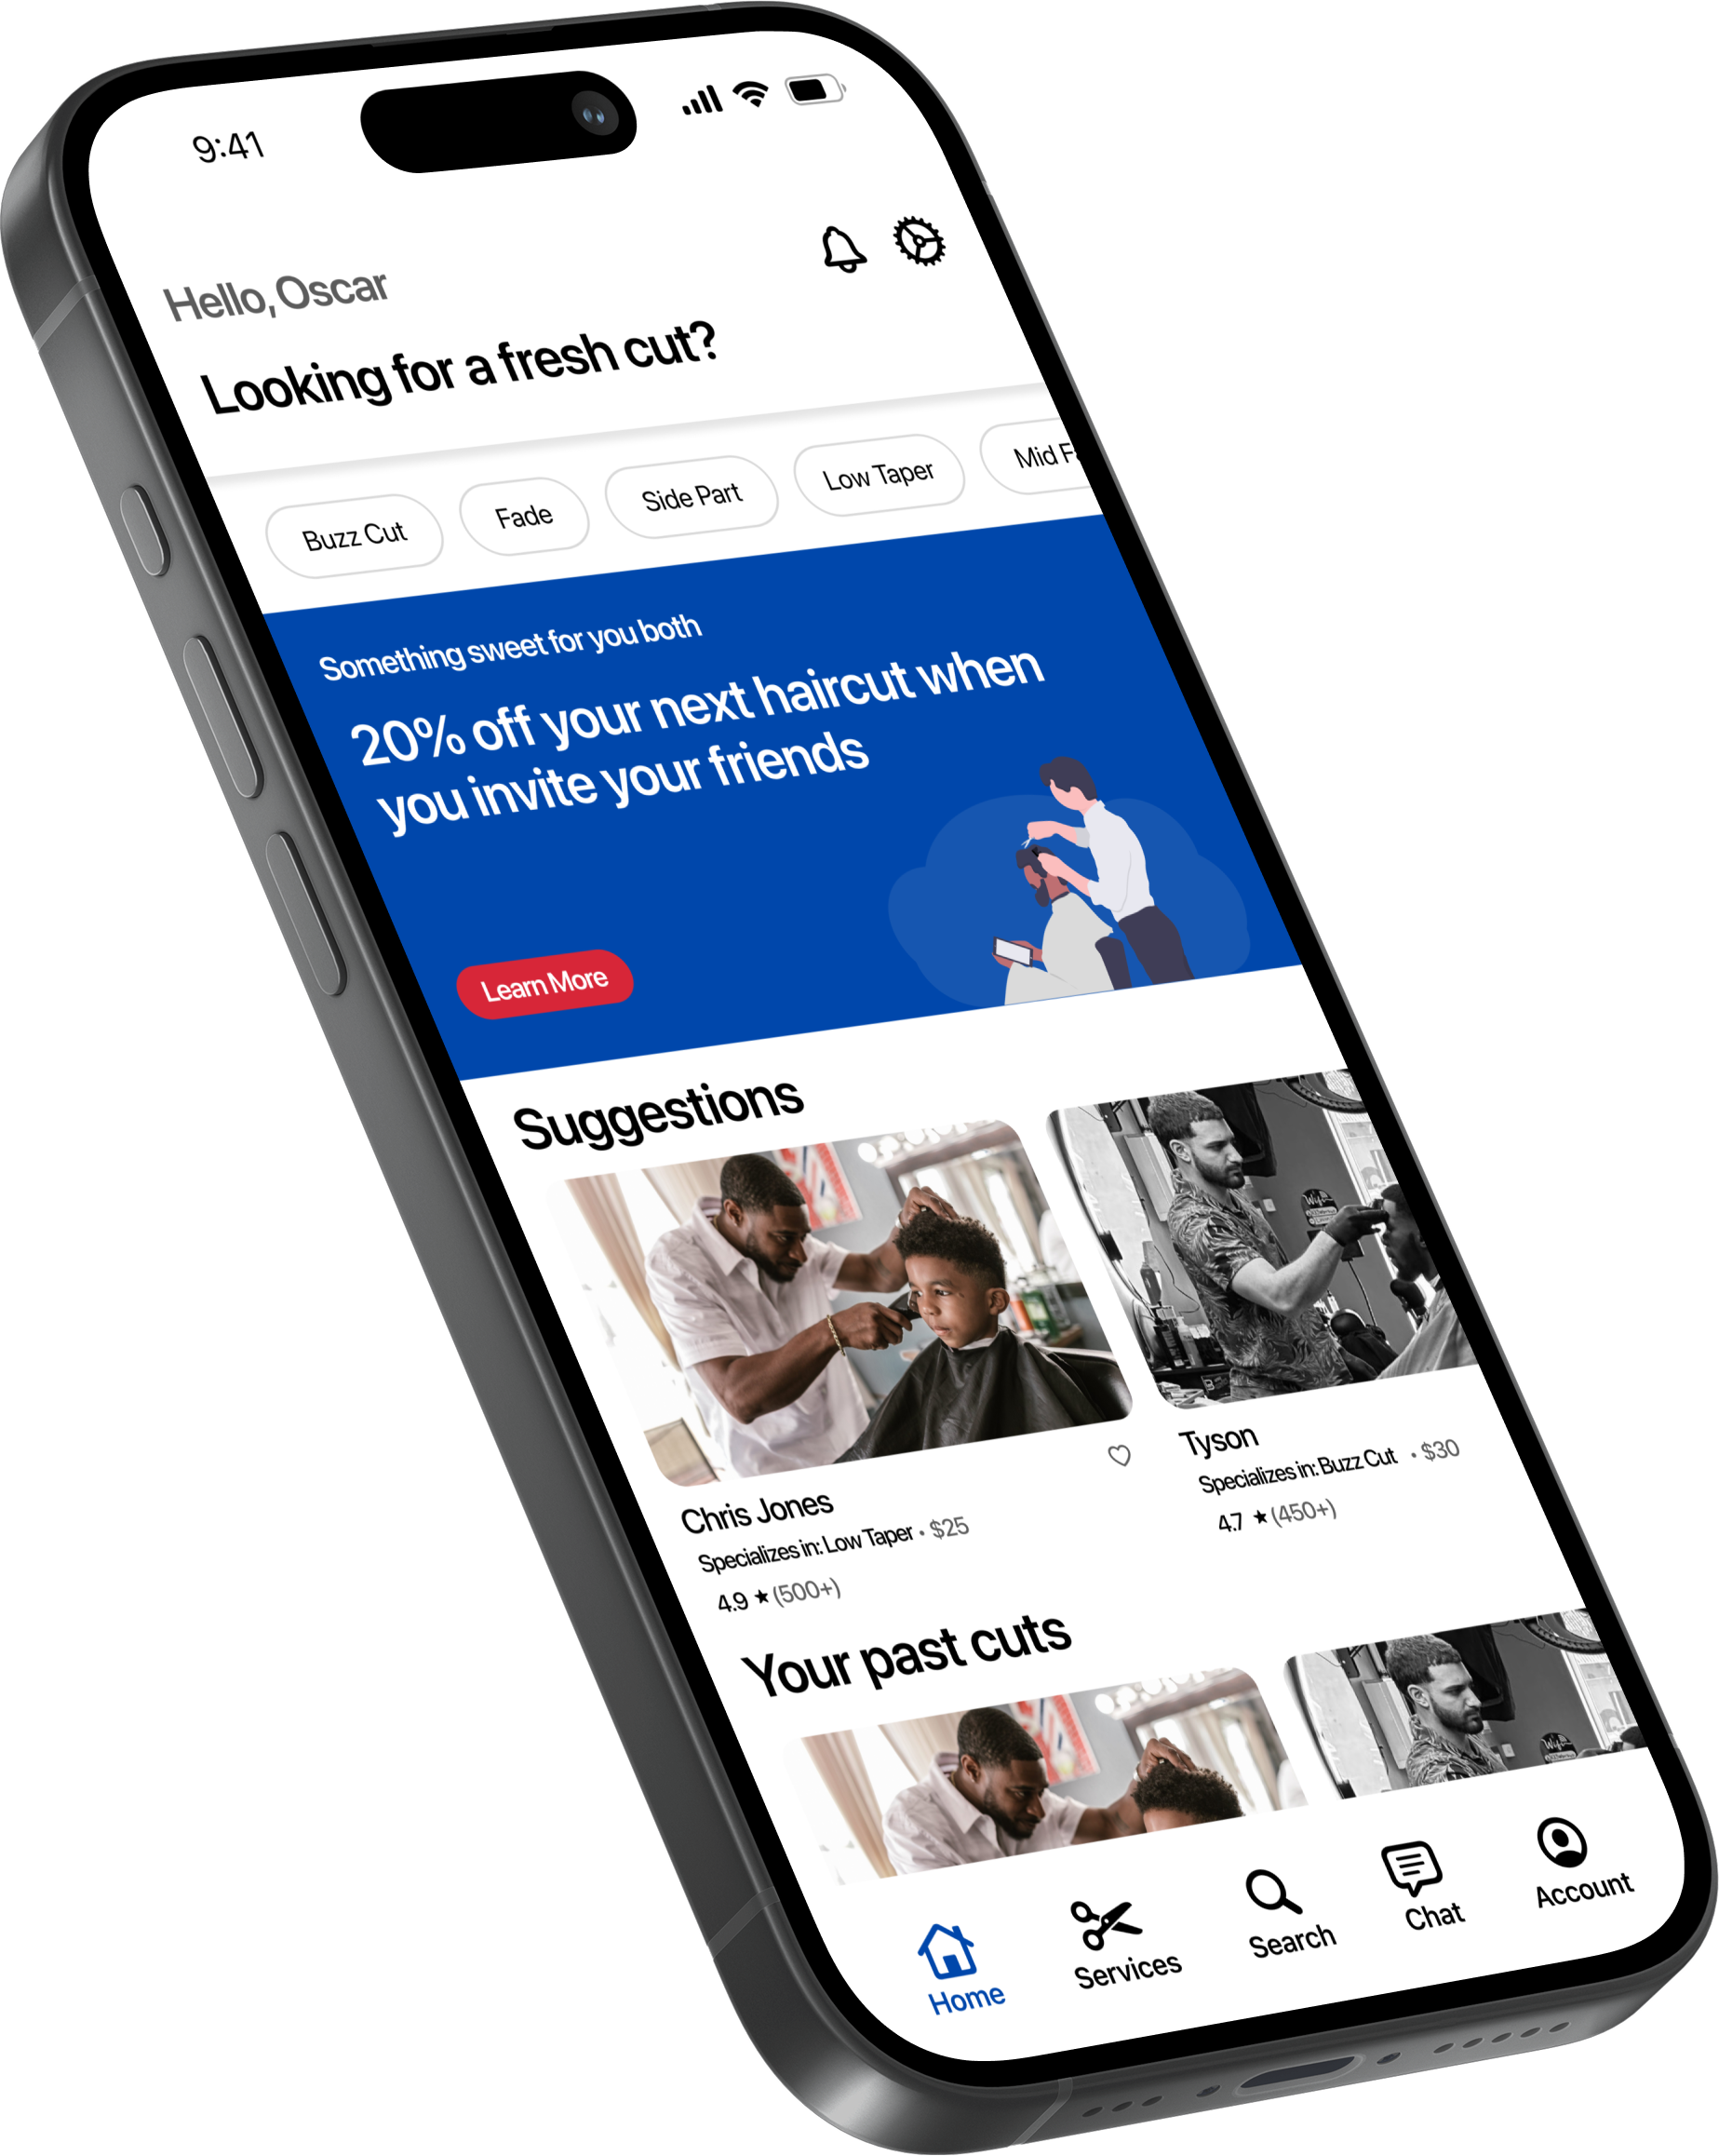 9:41
Hello, Oscar
Looking for a fresh cut?
Buzz Cut
Fade
Side Part
Low Taper
Mid
Something sweet for you both
20% off your next haircut when
you invite your friends
Learn More
Suggestions
Chris Jones
Specializes in: Low Taper • $25
4.9 ★ (500+)
Tyson
Specializes in: Buzz Cut • $30
4.7 ★ (450+)
Your past cuts
Home
Services
Search
Chat
Account